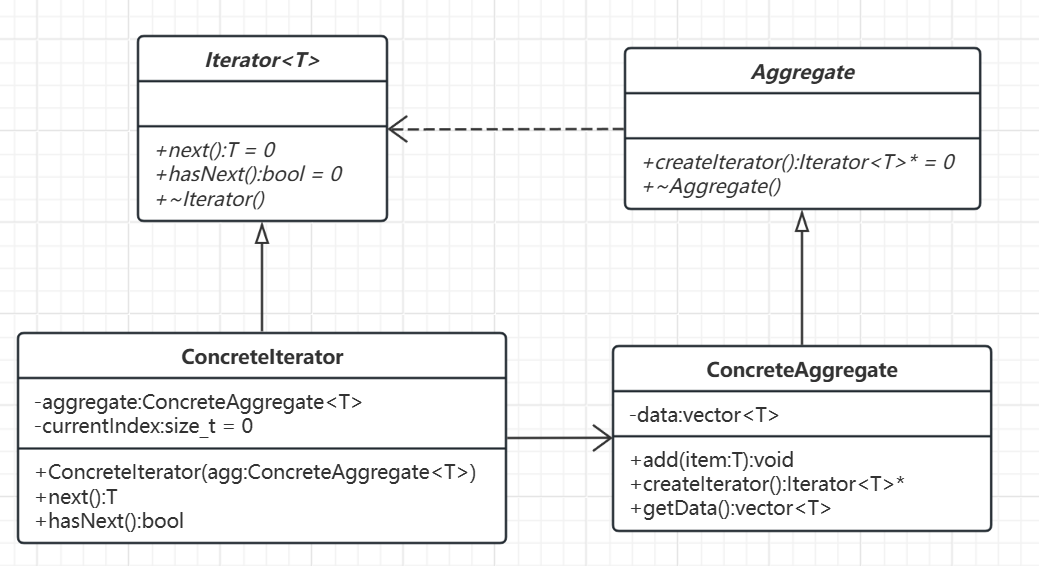 Iterator<T>
+next():T = 0
+hasNext():bool = 0
+~Iterator()
Aggregate
+createIterator():Iterator<T>* = 0
+~Aggregate()
ConcreteIterator
-aggregate:ConcreteAggregate<T>
-currentIndex:size_t = 0
+ConcreteIterator(agg:ConcreteAggregate<T>)
+next():T
+hasNext():bool
ConcreteAggregate
-data:vector<T>
+add(item:T):void
+createIterator():Iterator<T>*
+getData():vector<T>